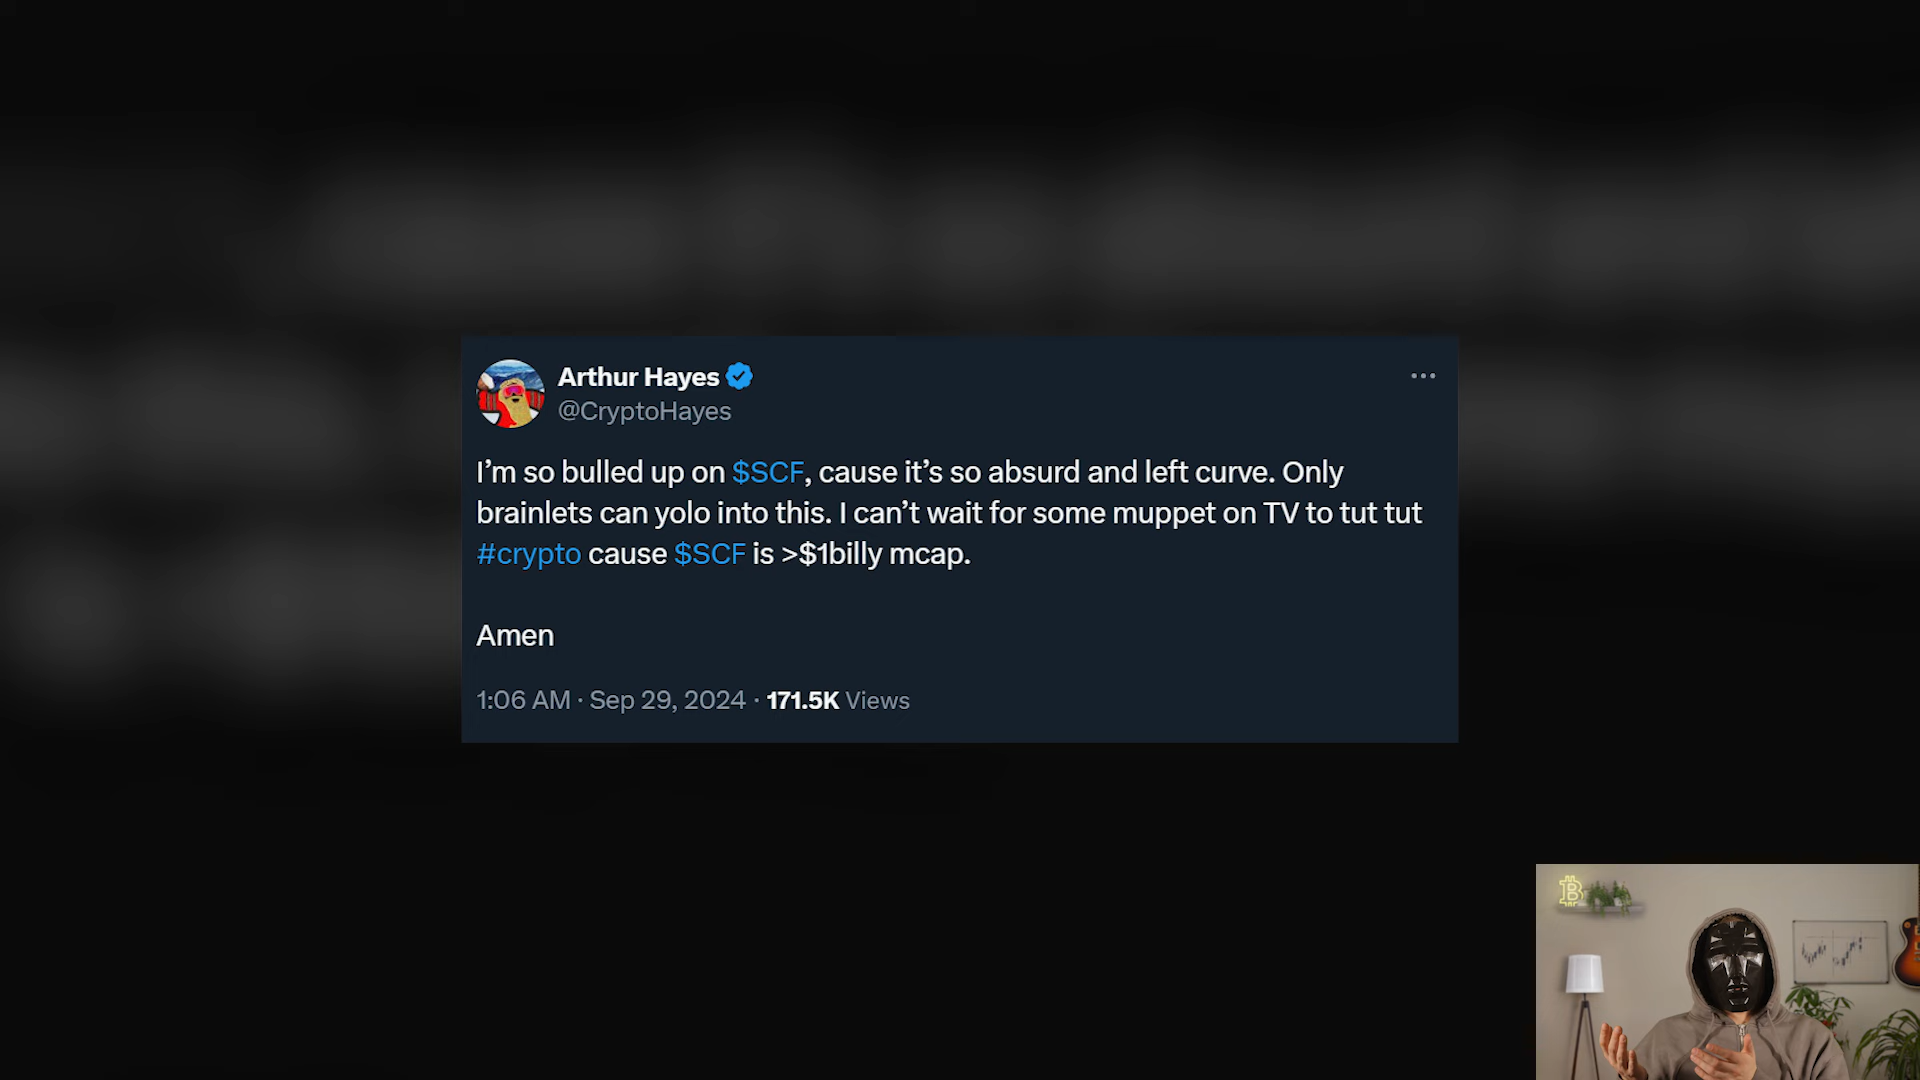 Arthur Hayes
@CryptoHayes
I’m so bulled up on $SCF, cause it’s so absurd and left curve. Only
brainlets can yolo into this. I can’t wait for some muppet on TV to tut tut
#crypto cause $SCF is >$1billy mcap.
Amen
1:06 AM · Sep 29, 2024 · 171.5K Views